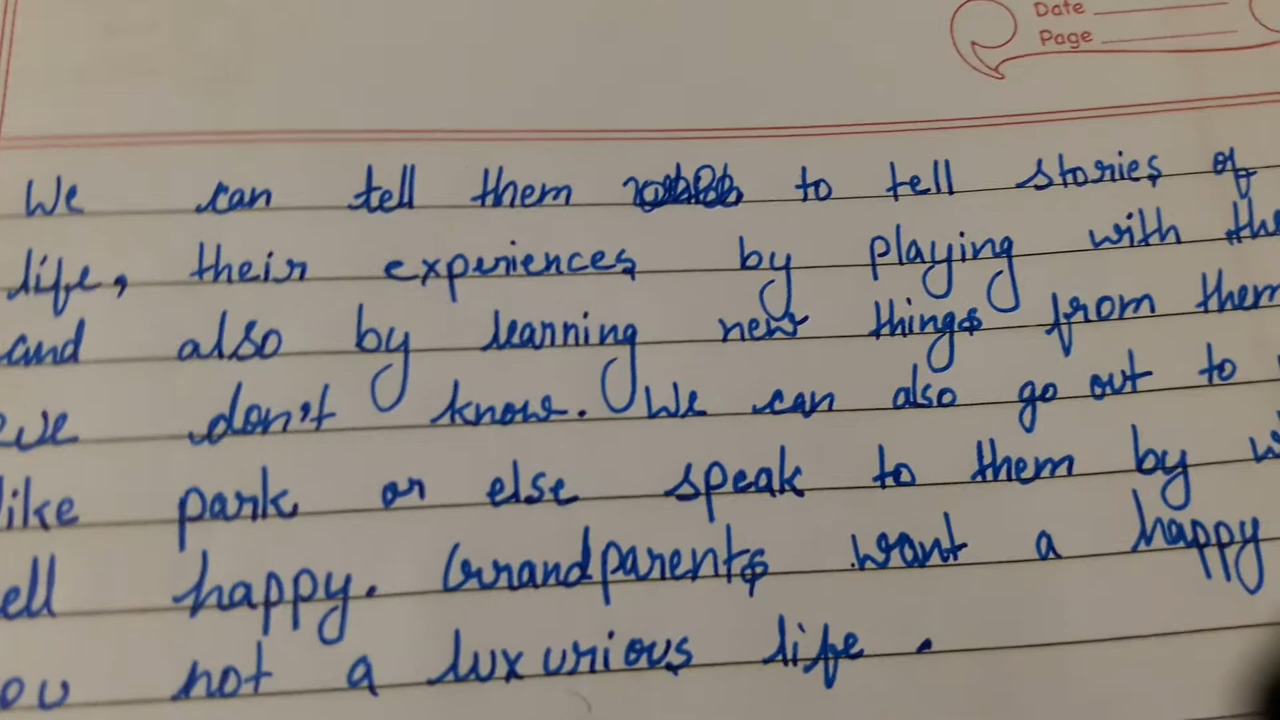 Date
Page
We can tell them to tell stories of
life, their experiences by playing with
and also by learning new things from them
we don't know. We can also go out to
like park or else speak to them by
happy. Grandparents want a happy
not a luxurious life.